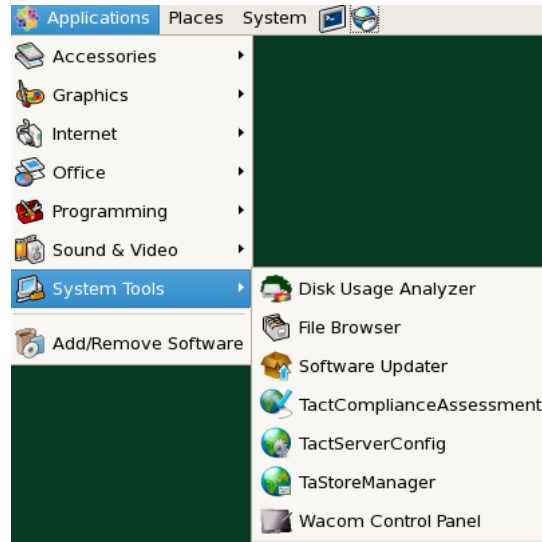 Applications Places System
Accessories
Graphics
Internet
Office
Programming
Sound & Video
System Tools
Add/Remove Software
Disk Usage Analyzer
File Browser
Software Updater
TactComplianceAssessment
TactServerConfig
TaStoreManager
Wacom Control Panel